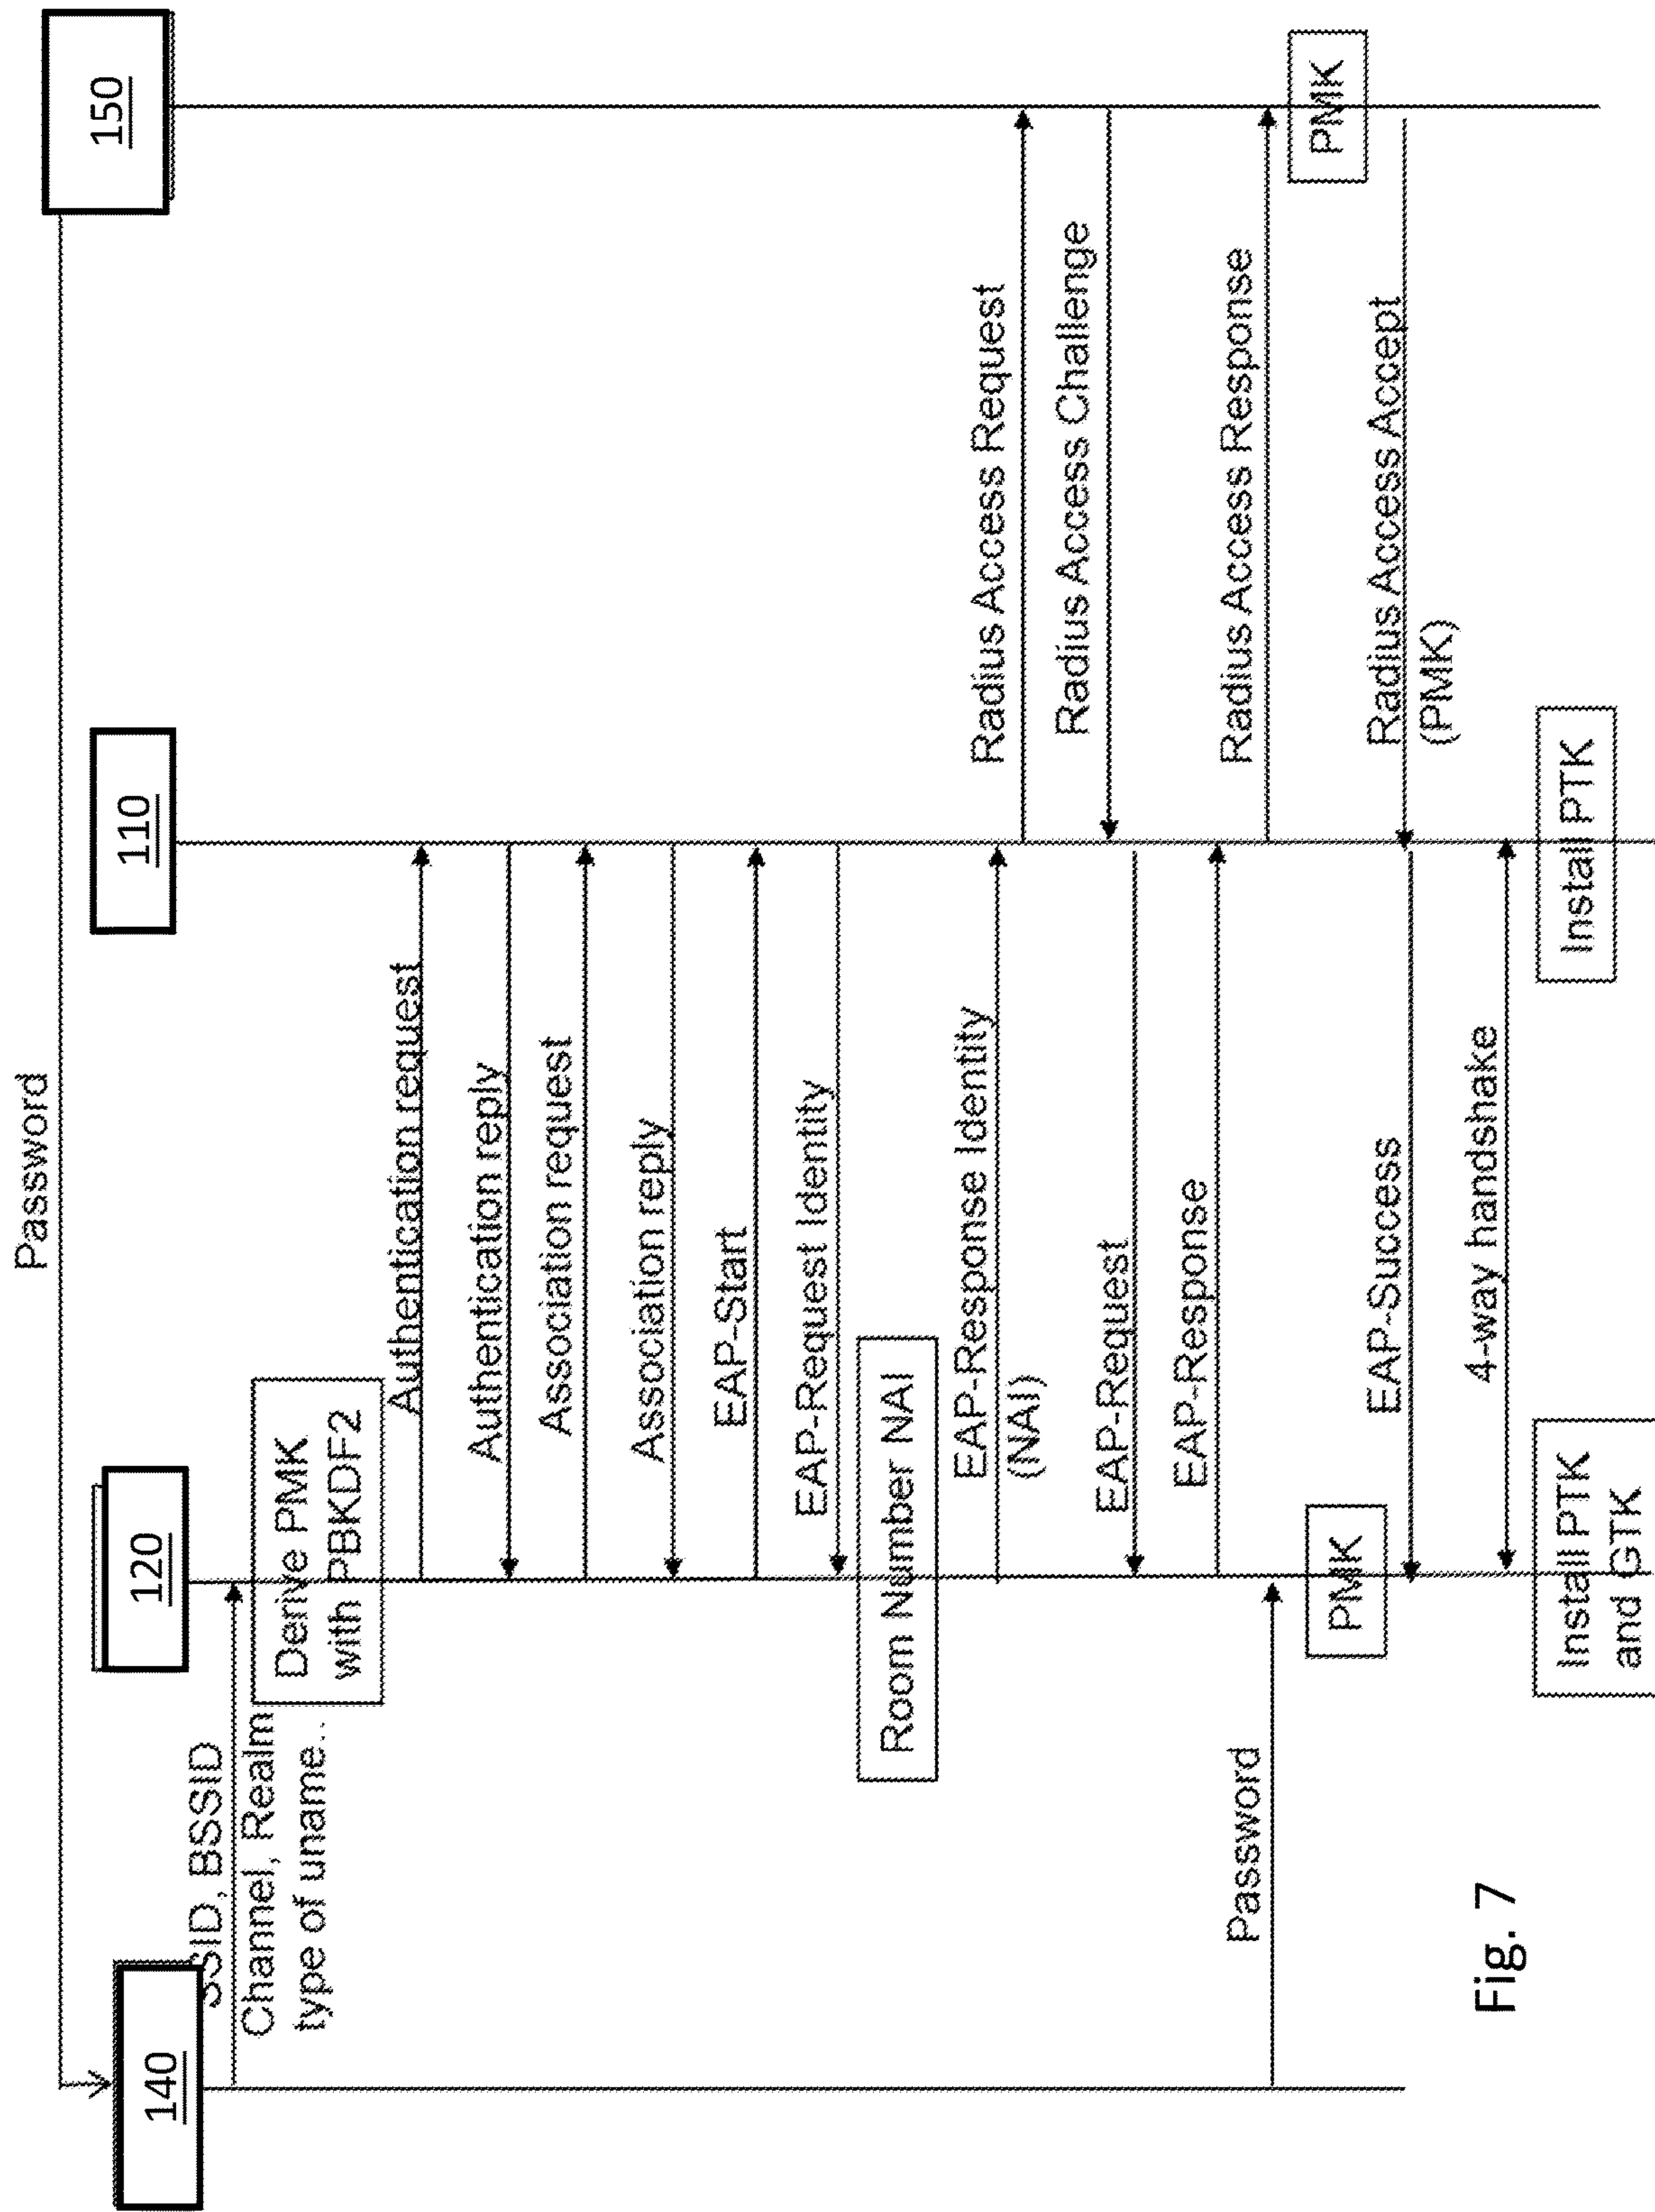 Password
140
120
110
150
SSID, BSSID
Channel, Realm
type of uname..
Derive PMK
with PBKDF2
Authentication request
Authentication reply
Association request
Association reply
EAP-Start
EAP-Request Identity
Room Number NAI
EAP-Response Identity
(NAI)
Radius Access Request
Radius Access Challenge
EAP-Request
EAP-Response
Radius Access Response
Password
PMK
PMK
Radius Access Accept
(PMK)
EAP-Success
4-way handshake
Install PTK
and GTK
Install PTK
Fig. 7